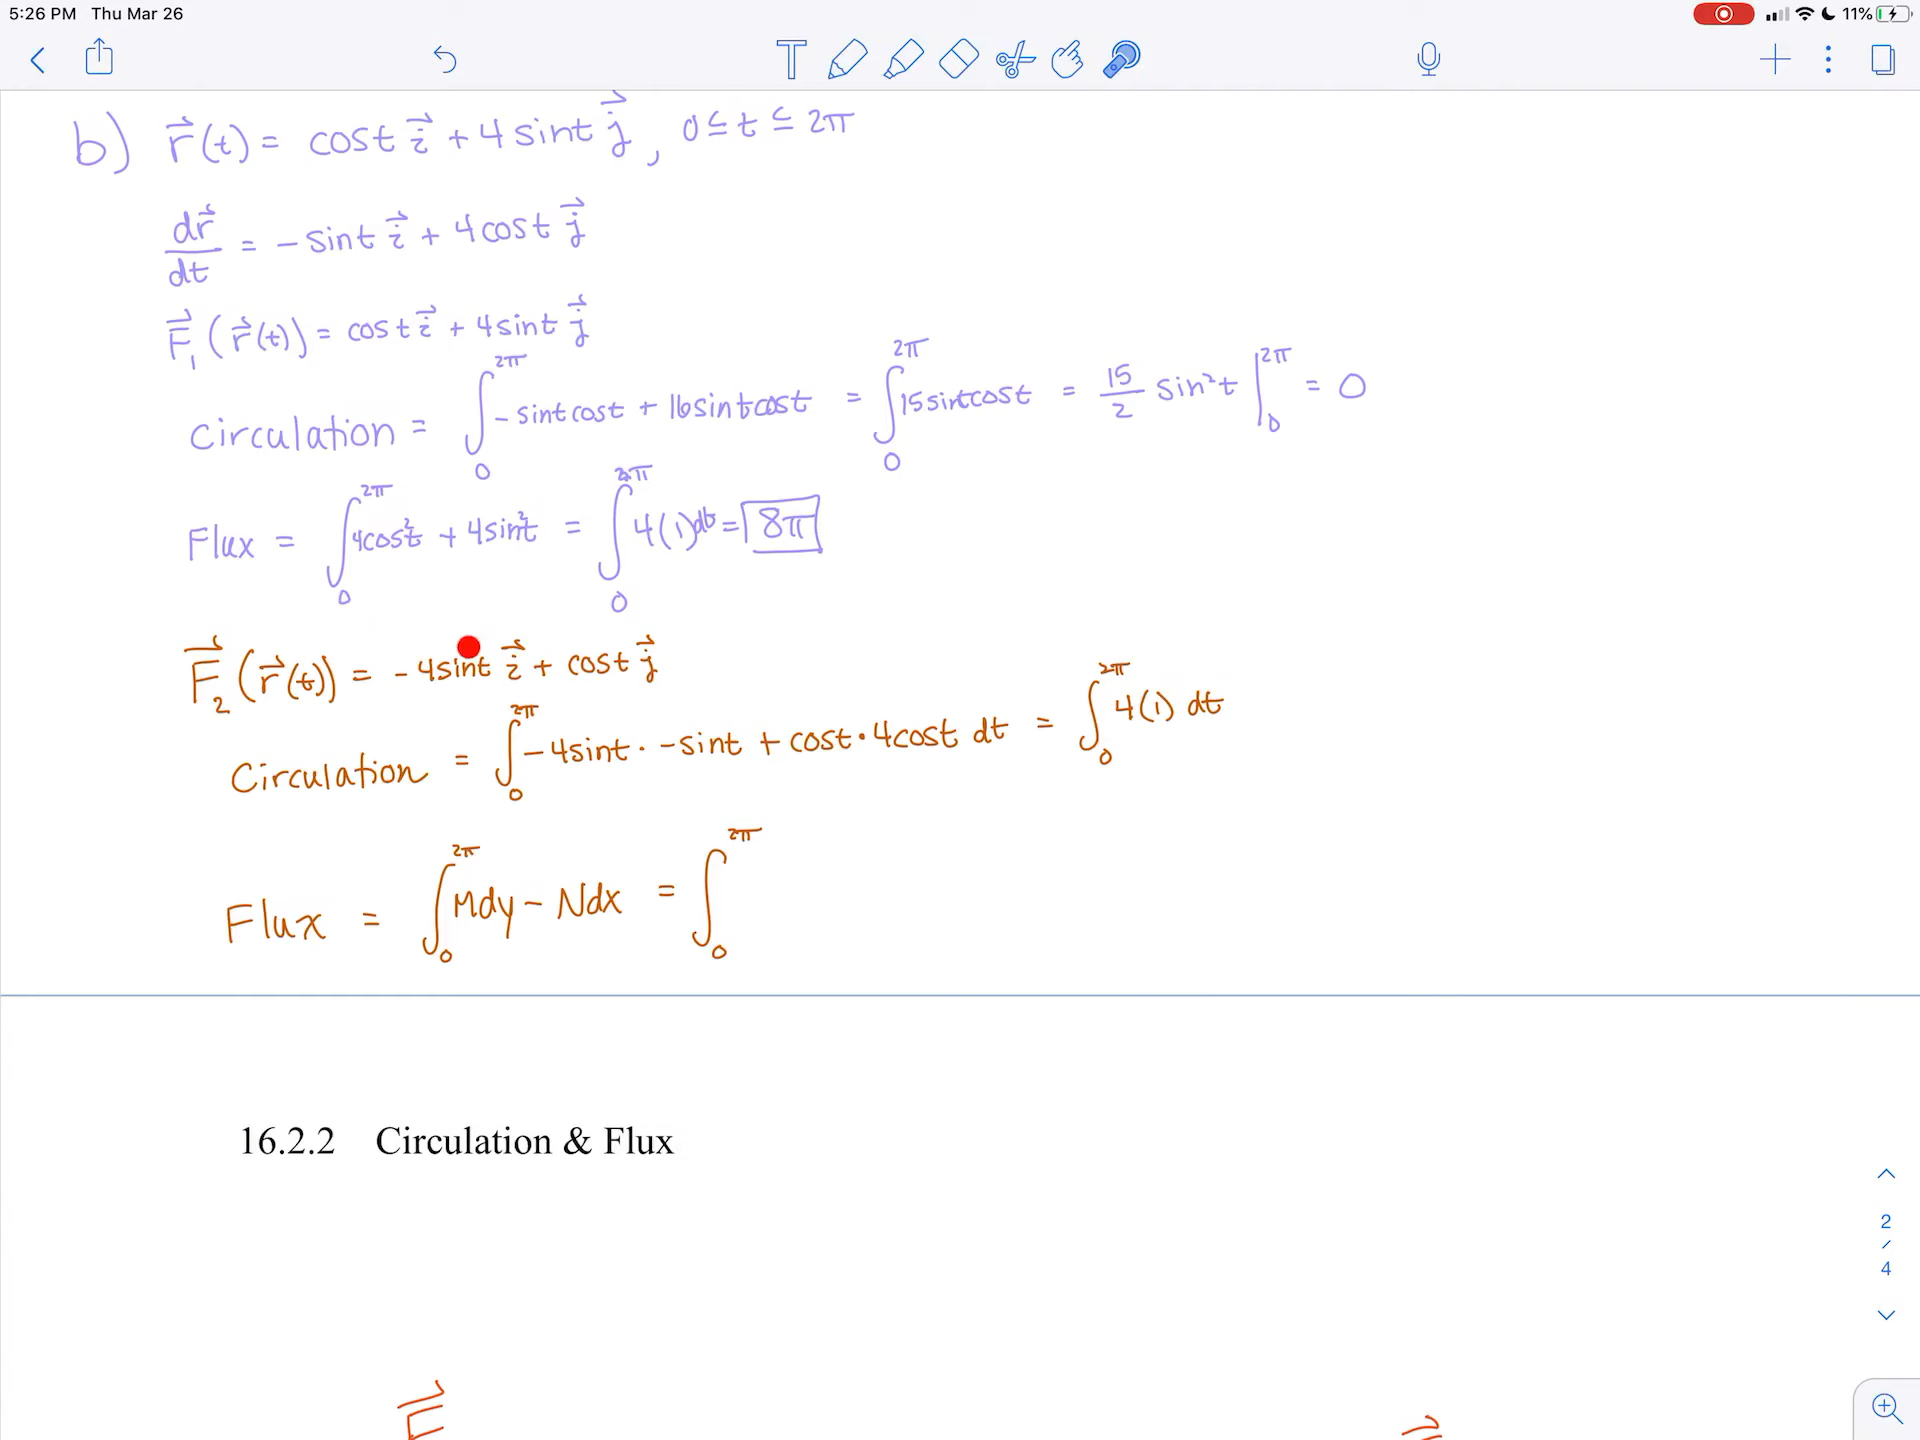 5:26 PM Thu Mar 26 11%
b) r⃗(t) = cost i⃗ + 4 sint j⃗, 0 ≤ t ≤ 2π
dr⃗/dt = -sint i⃗ + 4cost j⃗
F⃗₁(r⃗(t)) = cost i⃗ + 4sint j⃗
Circulation = ∫₀^2π -sintcost + 16sintcost = ∫₀^2π 15sintcost = 15/2 sin²t |₀^2π = 0
Flux = ∫₀^2π 4cos²t + 4sin²t = ∫₀^2π 4(1)dt = 8π
F⃗₂(r⃗(t)) = -4sint i⃗ + cost j⃗
Circulation = ∫₀^2π -4sint · -sint + cost · 4cost dt = ∫₀^2π 4(1) dt
Flux = ∫₀^2π Mdy - Ndx = ∫₀^2π
16.2.2 Circulation & Flux
2
/
4